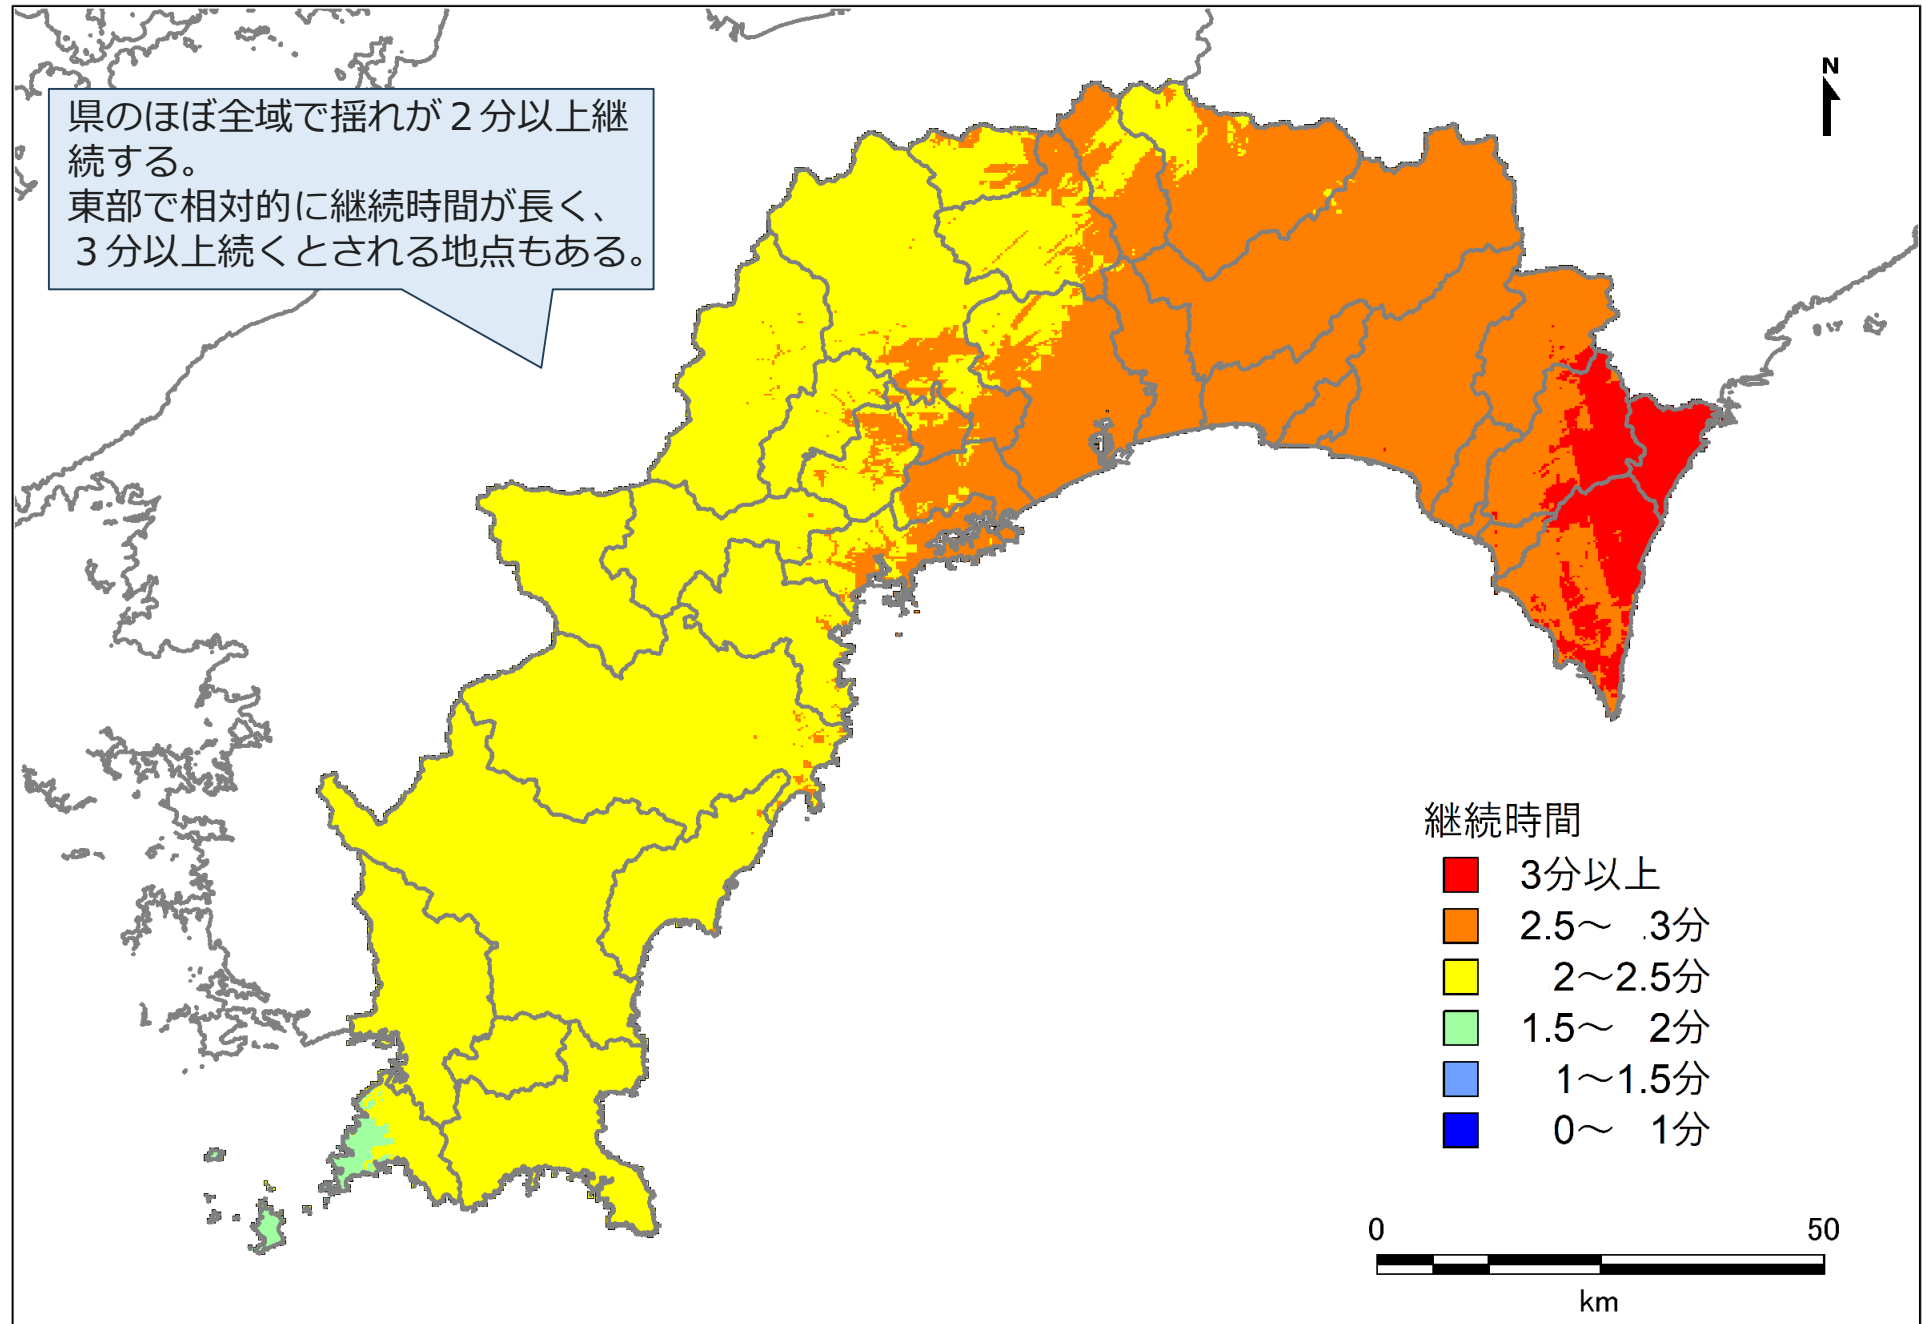 県のほぼ全域で揺れが２分以上継
続する。
東部で相対的に継続時間が長く、
３分以上続くとされる地点もある。
N
継続時間
3分以上
2.5～ .3分
2～2.5分
1.5～ 2分
1～1.5分
0～ 1分
0 50
km